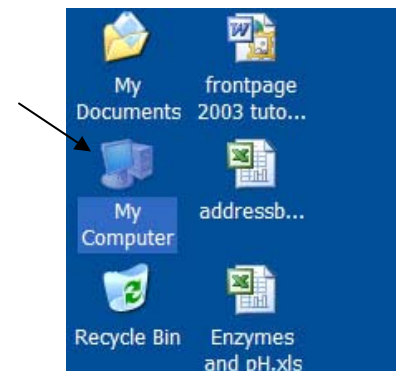 My
Documents
frontpage
2003 tuto...
My
Computer
addressb...
Recycle Bin
Enzymes
and pH.xls